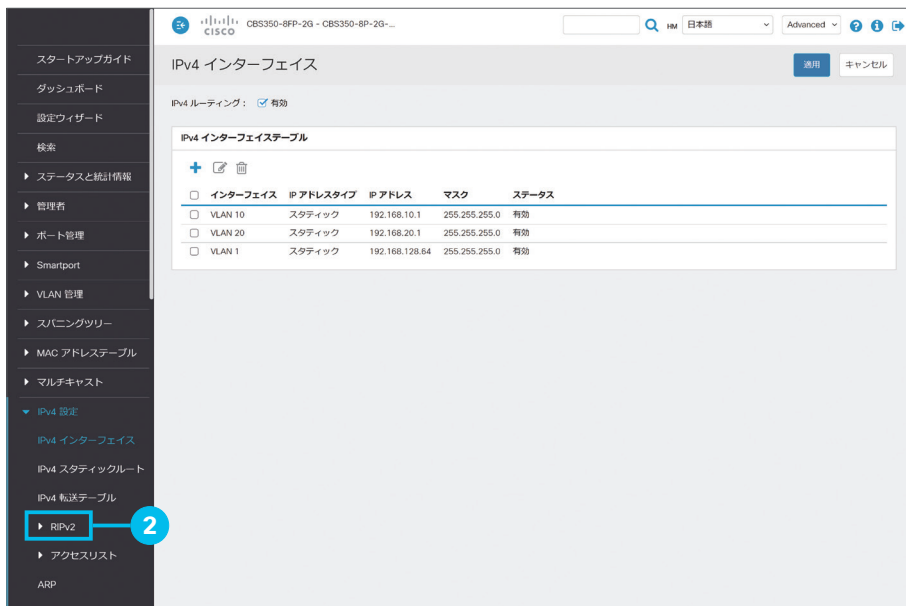 CISCO
CBS350-8FP-2G - CBS350-8P-2G-...
HM 日本語
Advanced
スタートアップガイド
ダッシュボード
設定ウィザード
検索
ステータスと統計情報
管理者
ポート管理
Smartport
VLAN 管理
スパニングツリー
MAC アドレステーブル
マルチキャスト
IPv4 設定
IPv4 インターフェイス
IPv4 スタティックルート
IPv4 転送テーブル
RIPv2
2
アクセスリスト
ARP
IPv4 インターフェイス
適用
キャンセル
IPv4 ルーティング： 有効
IPv4 インターフェイステーブル
インターフェイス IP アドレスタイプ IP アドレス マスク ステータス
VLAN 10 スタティック 192.168.10.1 255.255.255.0 有効
VLAN 20 スタティック 192.168.20.1 255.255.255.0 有効
VLAN 1 スタティック 192.168.128.64 255.255.255.0 有効